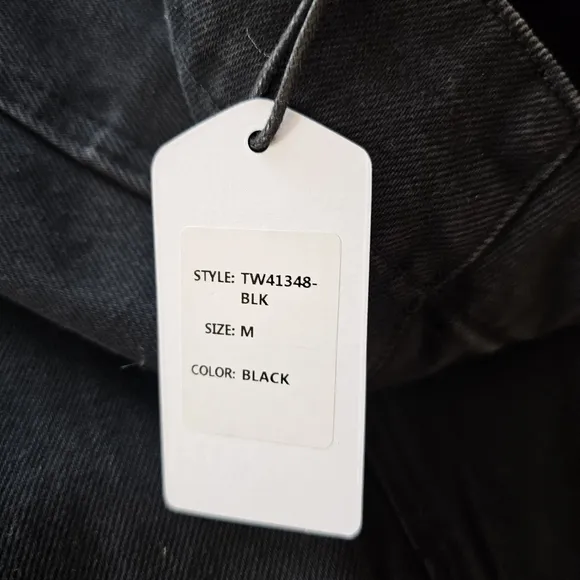 STYLE: TW41348-
BLK
SIZE: M
COLOR: BLACK